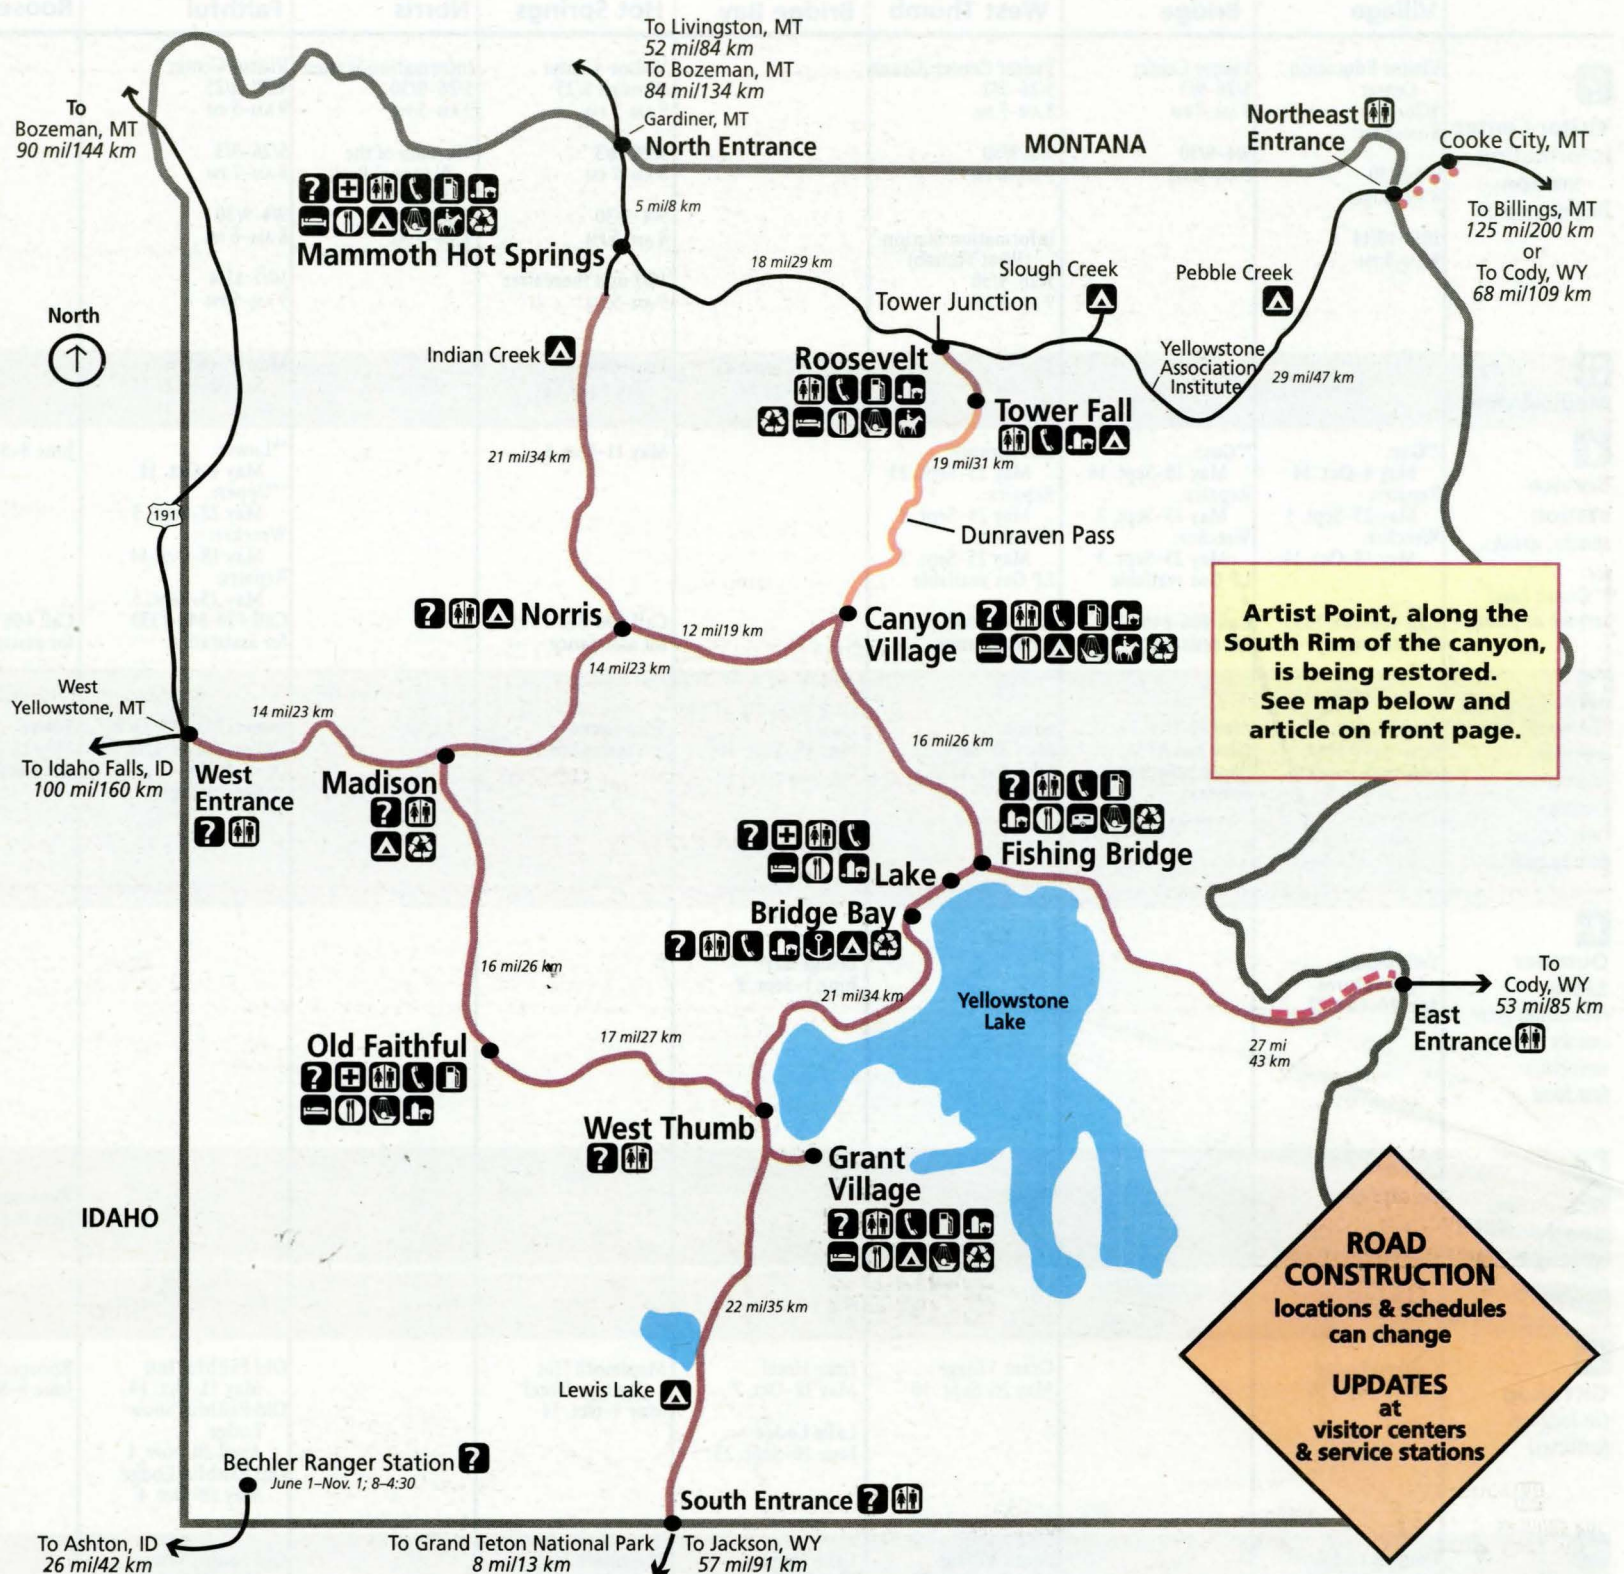 To Livingston, MT
52 mi/84 km
To Bozeman, MT
84 mi/134 km
Gardiner, MT
North Entrance
To
Bozeman, MT
90 mi/144 km
MONTANA
Northeast
Entrance
Cooke City, MT
To Billings, MT
125 mi/200 km
or
To Cody, WY
68 mi/109 km
?
5 mi/8 km
Mammoth Hot Springs
18 mi/29 km
Slough Creek
Pebble Creek
Tower Junction
North
Indian Creek
Roosevelt
Yellowstone
Association
Institute
29 mi/47 km
Tower Fall
21 mi/34 km
19 mi/31 km
191
Dunraven Pass
? Norris
12 mi/19 km
14 mi/23 km
Canyon ?
Village
Artist Point, along the
South Rim of the canyon,
is being restored.
See map below and
article on front page.
West
Yellowstone, MT
14 mi/23 km
16 mi/26 km
To Idaho Falls, ID
100 mi/160 km
West
Entrance
?
Madison
?
?
Fishing Bridge
?
Lake
Bridge Bay
?
16 mi/26 km
21 mi/34 km
Yellowstone
Lake
To
Cody, WY
53 mi/85 km
East
Entrance
27 mi
43 km
Old Faithful
?
17 mi/27 km
West Thumb
?
Grant
Village
?
IDAHO
22 mi/35 km
Lewis Lake
ROAD
CONSTRUCTION
locations & schedules
can change
UPDATES
at
visitor centers
& service stations
Bechler Ranger Station ?
June 1–Nov. 1; 8–4:30
South Entrance ?
To Ashton, ID
26 mi/42 km
To Grand Teton National Park
8 mi/13 km
To Jackson, WY
57 mi/91 km